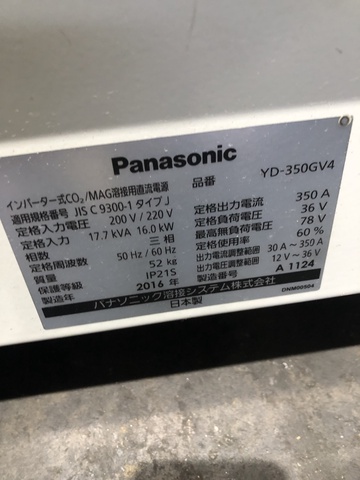 Panasonic
インバーター式CO₂/MAG溶接用直流電源
適用規格番号 JIS C 9300-1 タイプJ
定格入力電圧 200 V / 220 V
定格入力 17.7 kVA 16.0 kW
相数 三相
定格周波数 50 Hz / 60 Hz
質量 52 kg
保護等級 IP21S
製造年 2016 年
品番 YD-350GV4
定格出力電流 350 A
定格負荷電圧 36 V
最高無負荷電圧 78 V
定格使用率 60 %
出力電流調整範囲 30 A～350 A
出力電圧調整範囲 12 V～36 V
製造番号 A 1124
パナソニック溶接システム株式会社
日本製
DNM00504